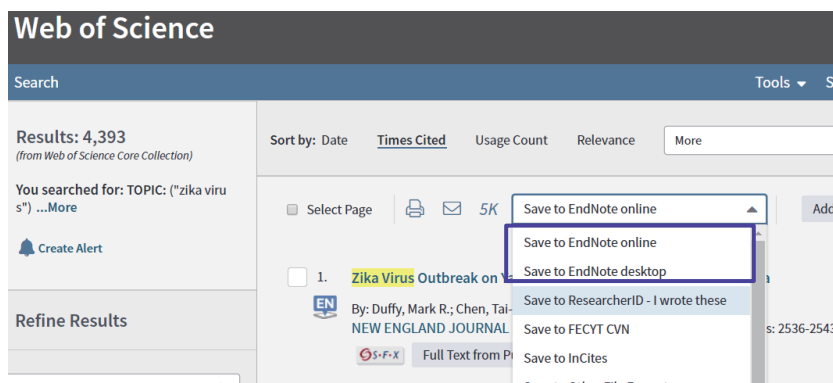 Web of Science
Search
Tools
S
Results: 4,393
(from Web of Science Core Collection)
You searched for: TOPIC: ("zika viru
s") ...More
Create Alert
Refine Results
Sort by: Date Times Cited Usage Count Relevance More
Select Page 5K Save to EndNote online Add
Save to EndNote online
Save to EndNote desktop
Save to ResearcherID - I wrote these
Save to FECYT CVN
Save to InCites
1. Zika Virus Outbreak on
EN
By: Duffy, Mark R.; Chen, Tai-
NEW ENGLAND JOURNAL s: 2536-2543
S·F·X Full Text from